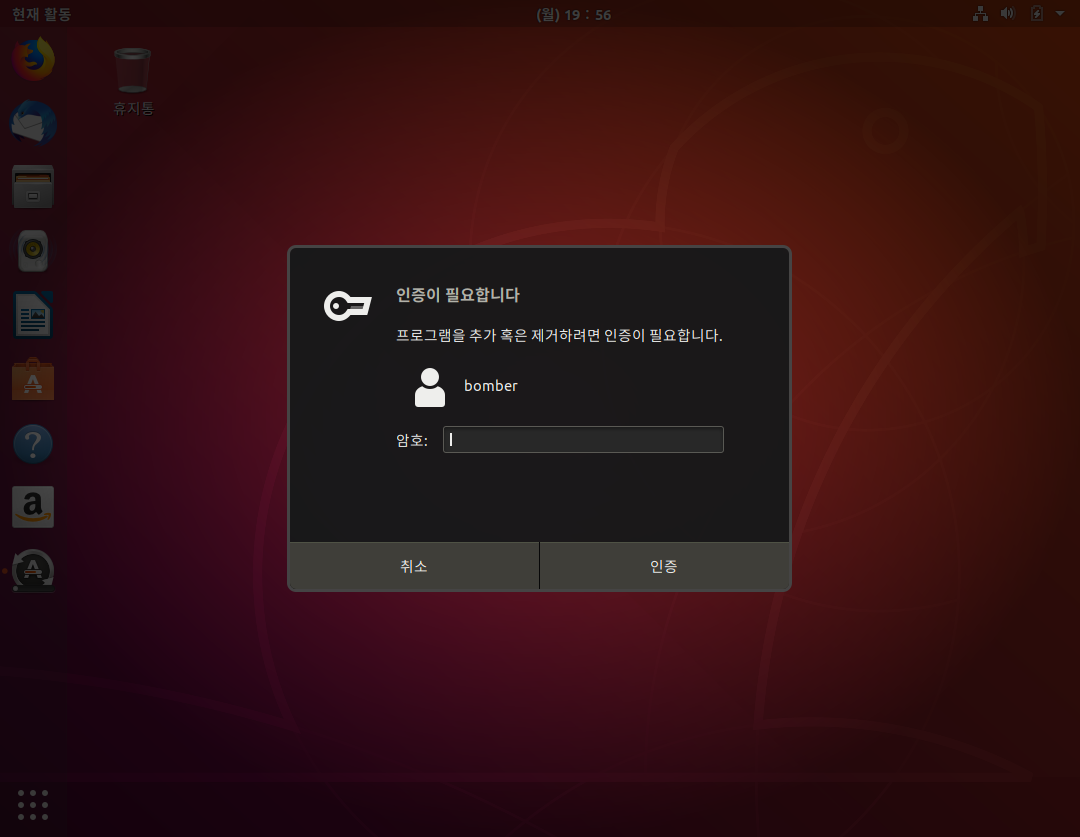 현재 활동
(월) 19 : 56
휴지통
인증이 필요합니다
프로그램을 추가 혹은 제거하려면 인증이 필요합니다.
bomber
암호:
취소
인증